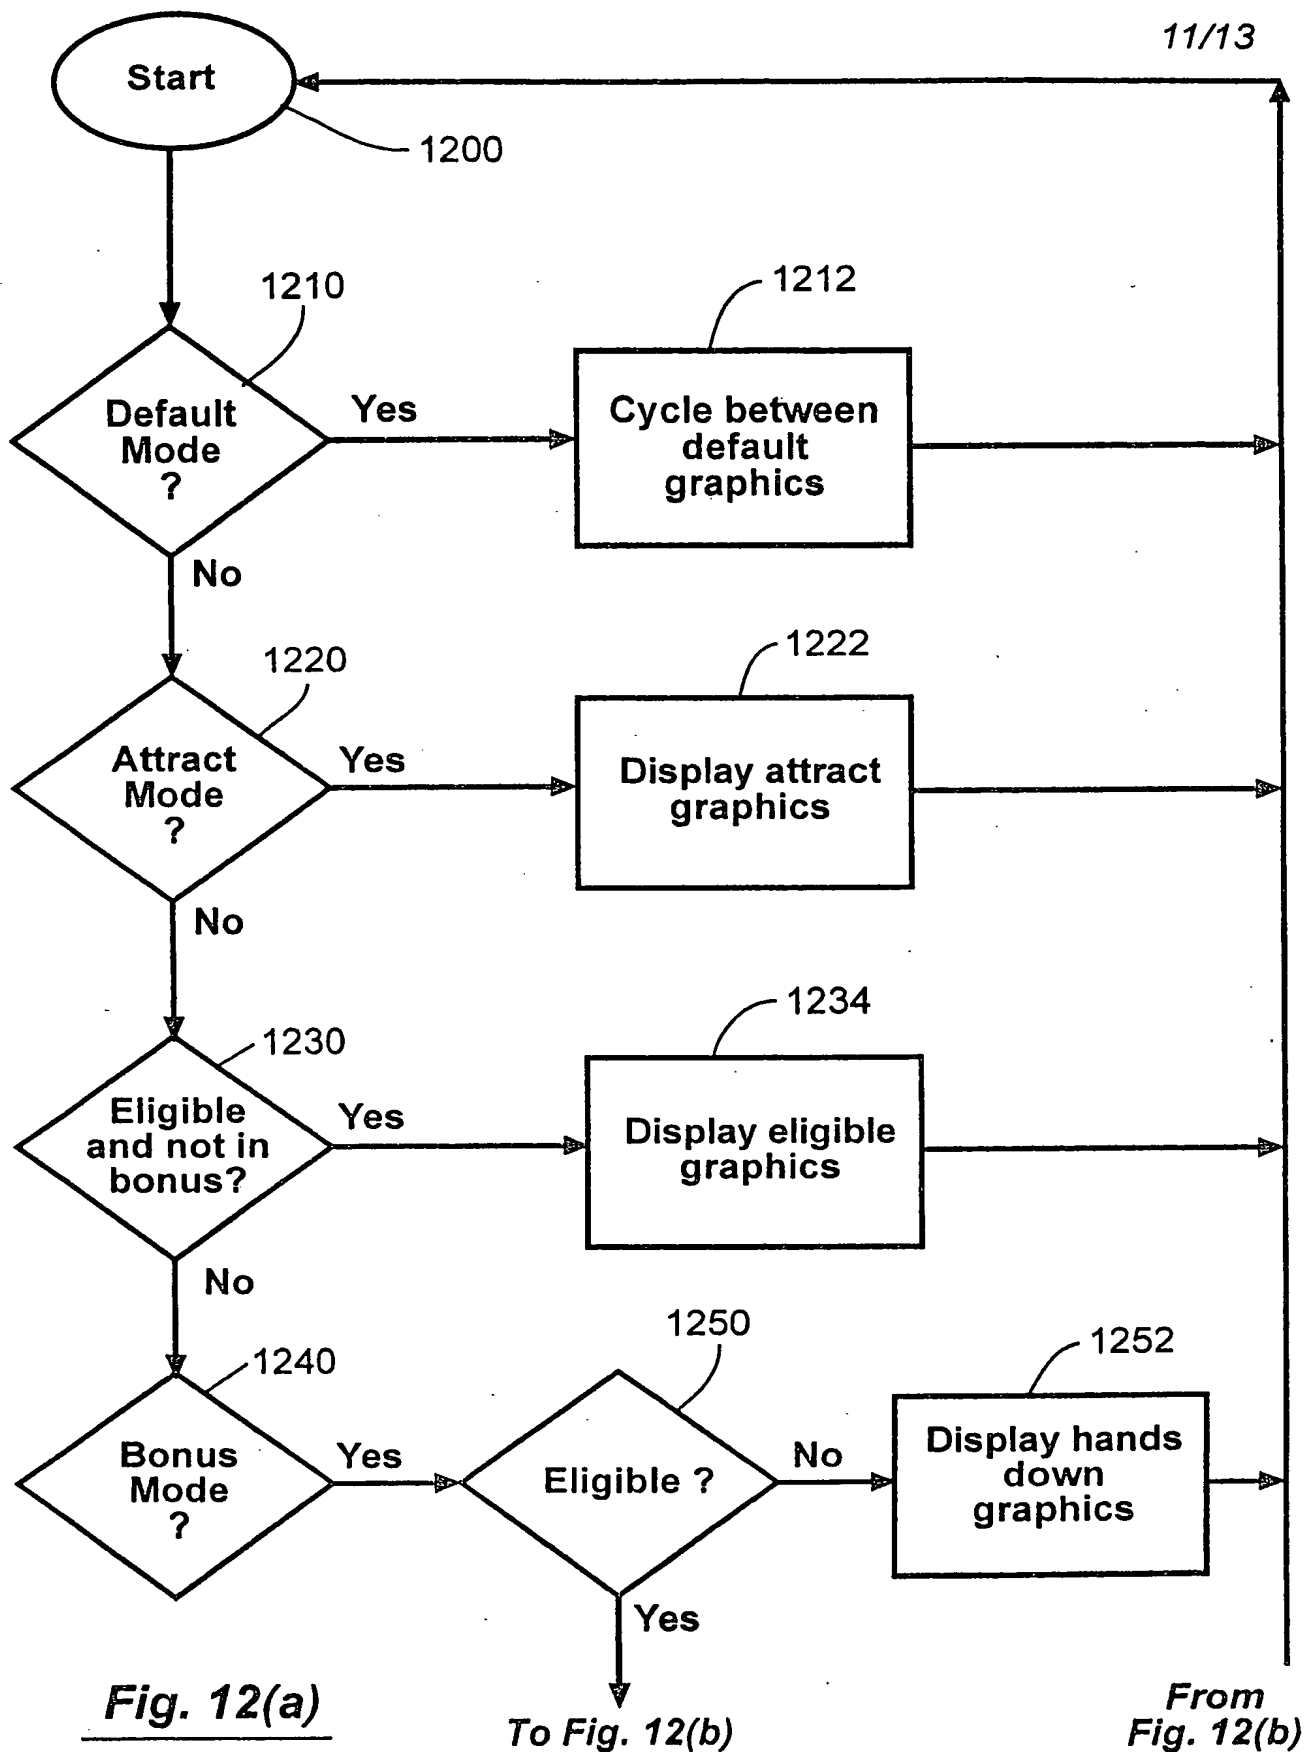 11/13
Start
1200
1210
1212
Default
Mode
?
Yes
Cycle between
default
graphics
No
1220
1222
Attract
Mode
?
Yes
Display attract
graphics
No
1230
1234
Eligible
and not in
bonus?
Yes
Display eligible
graphics
No
1240
1250
1252
Bonus
Mode
?
Yes
Eligible ?
No
Display hands
down
graphics
Yes
Fig. 12(a)
To Fig. 12(b)
From
Fig. 12(b)